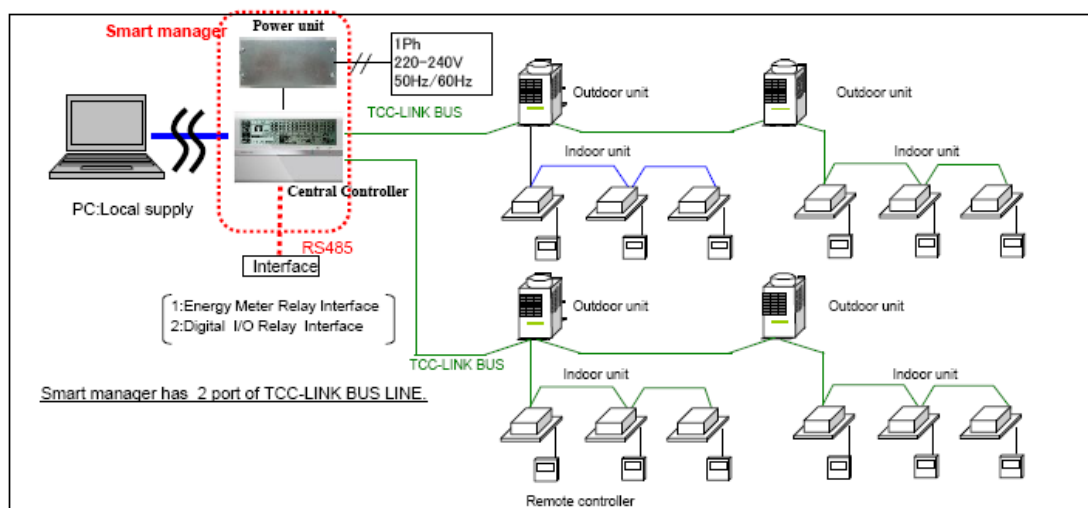 Smart manager
Power unit
1Ph
220-240V
50Hz/60Hz
TCC-LINK BUS
Outdoor unit
Outdoor unit
Indoor unit
Indoor unit
Central Controller
PC:Local supply
RS485
Interface
1:Energy Meter Relay Interface
2:Digital I/O Relay Interface
Outdoor unit
Outdoor unit
TCC-LINK BUS
Indoor unit
Indoor unit
Smart manager has 2 port of TCC-LINK BUS LINE.
Remote controller